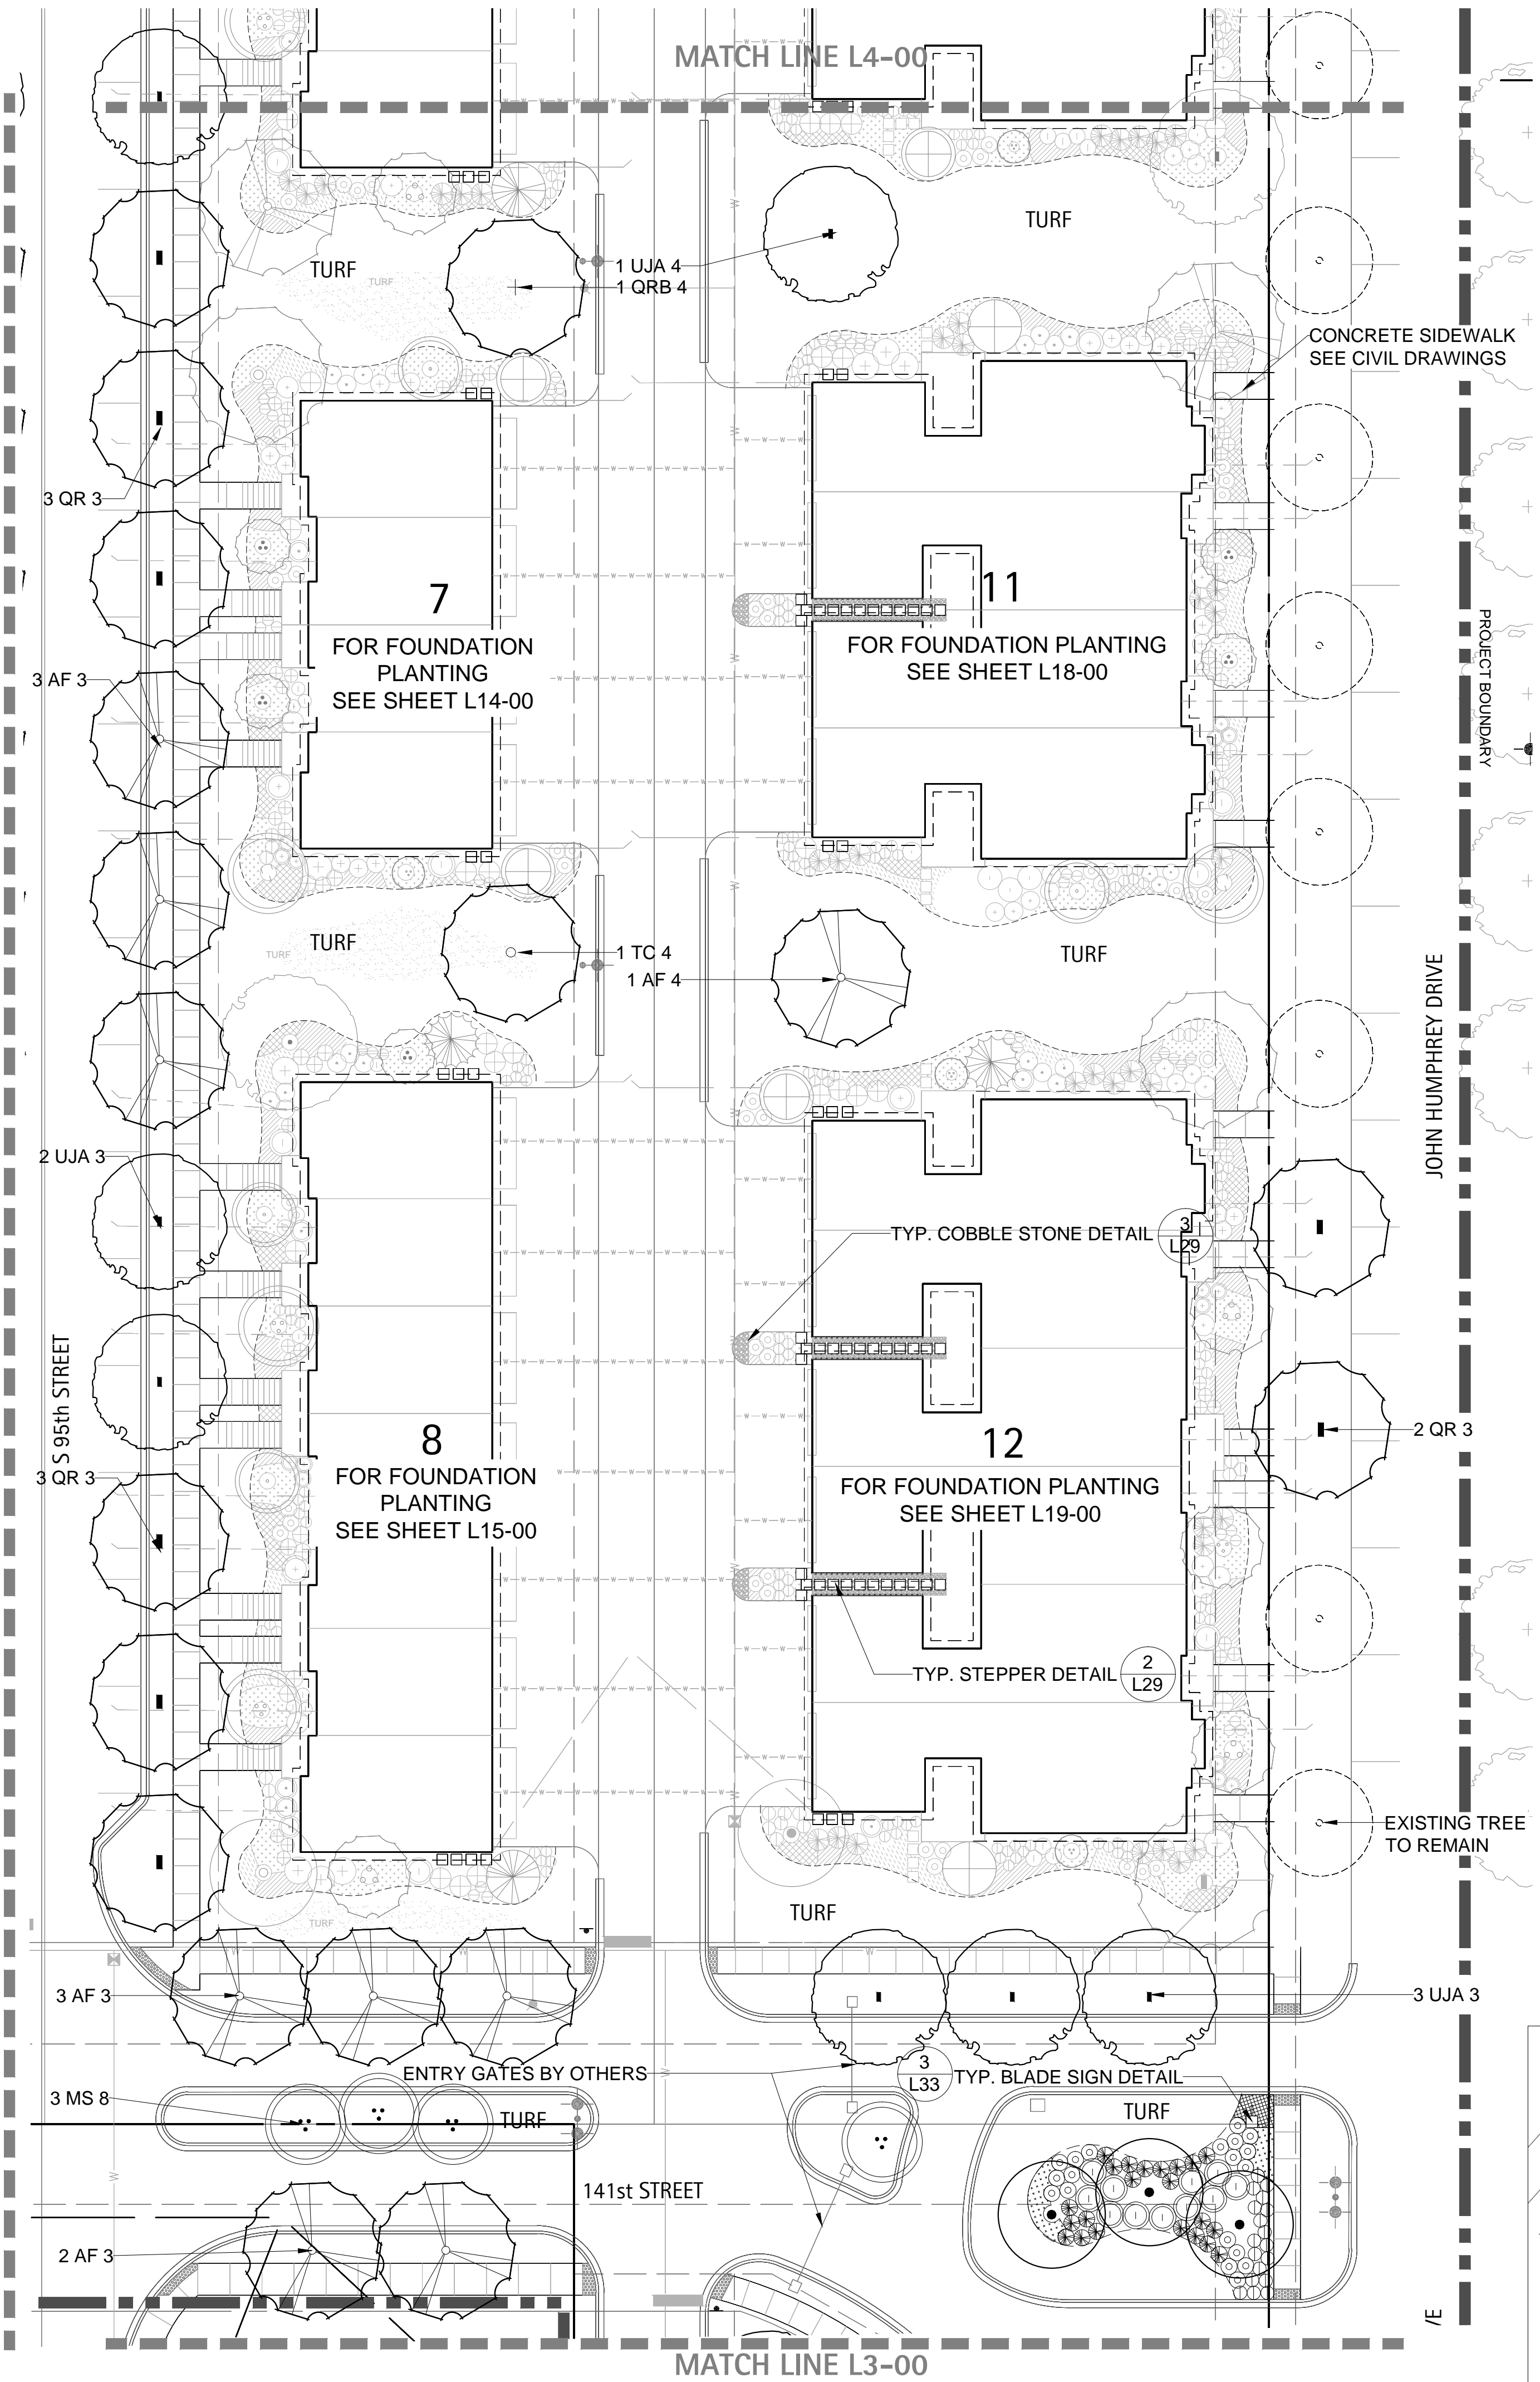 MATCH LINE L4-00
TURF
TURF
TURF
1 UJA 4
1 QRB 4
CONCRETE SIDEWALK
SEE CIVIL DRAWINGS
3 QR 3
7
FOR FOUNDATION
PLANTING
SEE SHEET L14-00
11
FOR FOUNDATION PLANTING
SEE SHEET L18-00
PROJECT BOUNDARY
3 AF 3
TURF
TURF
1 TC 4
1 AF 4
TURF
JOHN HUMPHREY DRIVE
2 UJA 3
TYP. COBBLE STONE DETAIL
3
L29
S 95th STREET
3 QR 3
8
FOR FOUNDATION
PLANTING
SEE SHEET L15-00
12
FOR FOUNDATION PLANTING
SEE SHEET L19-00
2 QR 3
TYP. STEPPER DETAIL
2
L29
EXISTING TREE
TO REMAIN
TURF
TURF
3 AF 3
3 UJA 3
ENTRY GATES BY OTHERS
3
L33
TYP. BLADE SIGN DETAIL
3 MS 8
TURF
TURF
141st STREET
2 AF 3
MATCH LINE L3-00